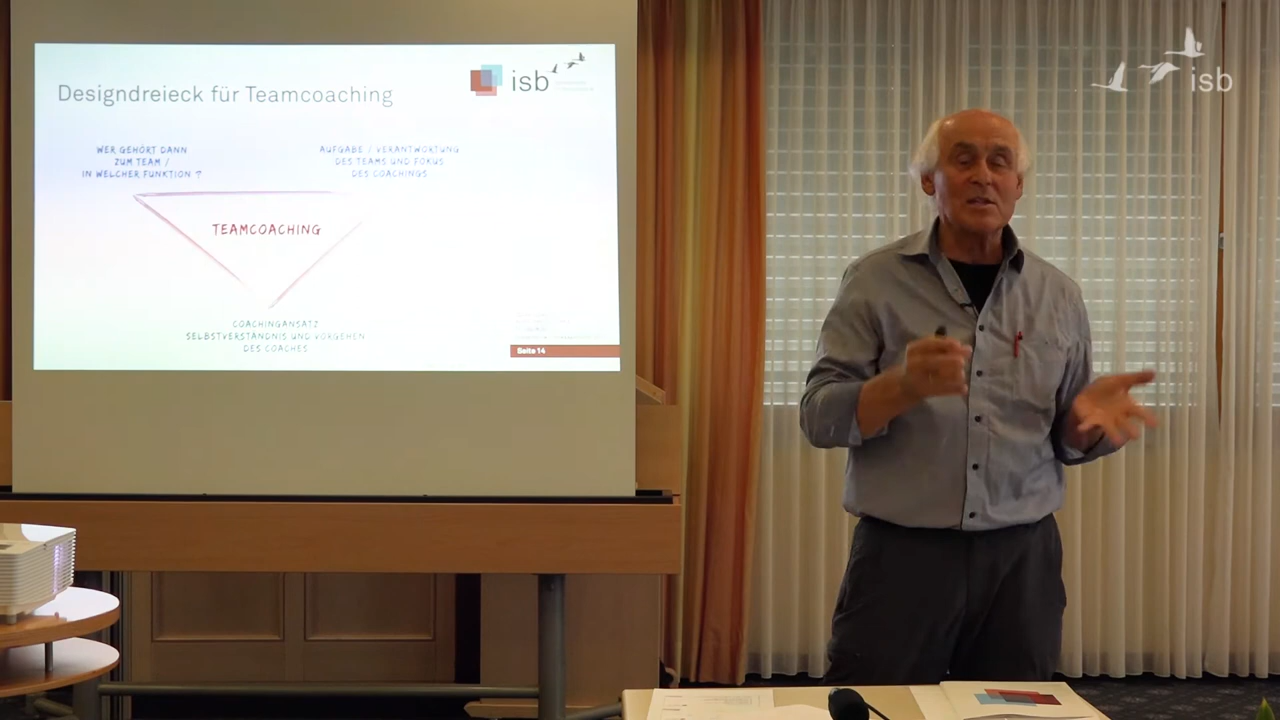 Designdreieck für Teamcoaching
isb
WER GEHÖRT DANN
ZUM TEAM /
IN WELCHER FUNKTION ?
AUFGABE / VERANTWORTUNG
DES TEAMS UND FOKUS
DES COACHINGS
TEAMCOACHING
COACHINGANSATZ
SELBSTVERSTÄNDNIS UND VORGEHEN
DES COACHES
Seite 14
isb